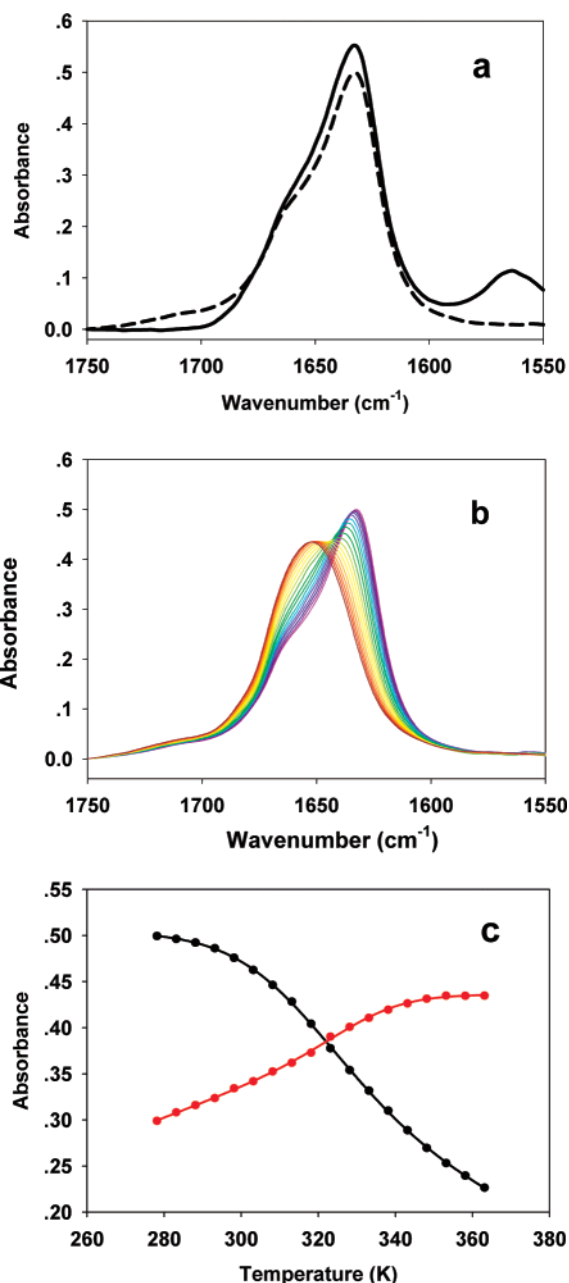 .6
.5
.4
.3
.2
.1
0.0
Absorbance
a
1750 1700 1650 1600 1550
Wavenumber (cm⁻¹)
.6
.5
.4
.3
.2
.1
0.0
Absorbance
b
1750 1700 1650 1600 1550
Wavenumber (cm⁻¹)
.55
.50
.45
.40
.35
.30
.25
.20
Absorbance
c
260 280 300 320 340 360 380
Temperature (K)